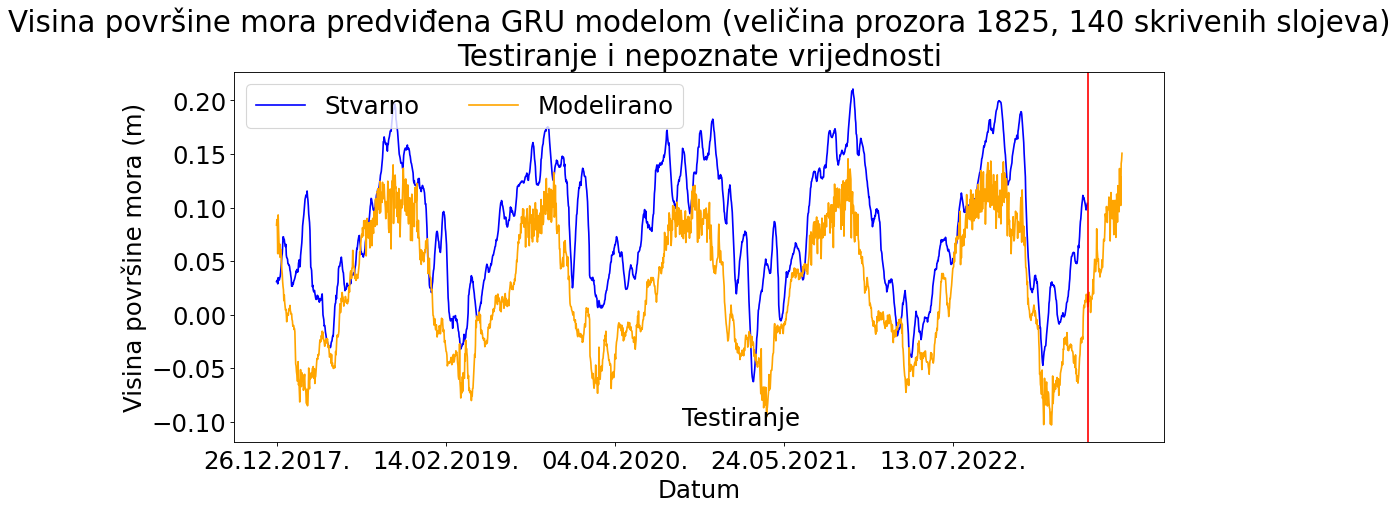 Visina površine mora predviđena GRU modelom (veličina prozora 1825, 140 skrivenih slojeva)
Testiranje i nepoznate vrijednosti
Stvarno
Modelirano
Visina površine mora (m)
0.20
0.15
0.10
0.05
0.00
−0.05
−0.10
Testiranje
26.12.2017.
14.02.2019.
04.04.2020.
24.05.2021.
13.07.2022.
Datum